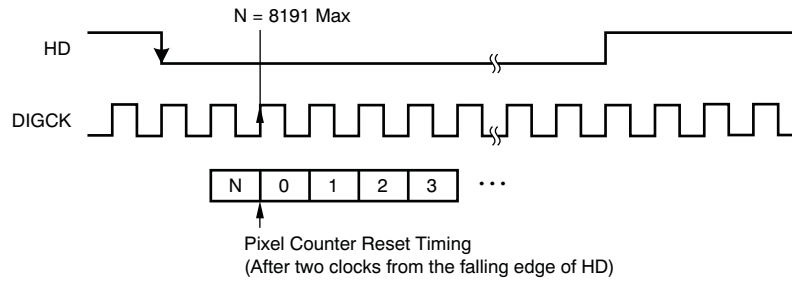 N = 8191 Max
HD
DIGCK
N 0 1 2 3 ···
Pixel Counter Reset Timing
(After two clocks from the falling edge of HD)